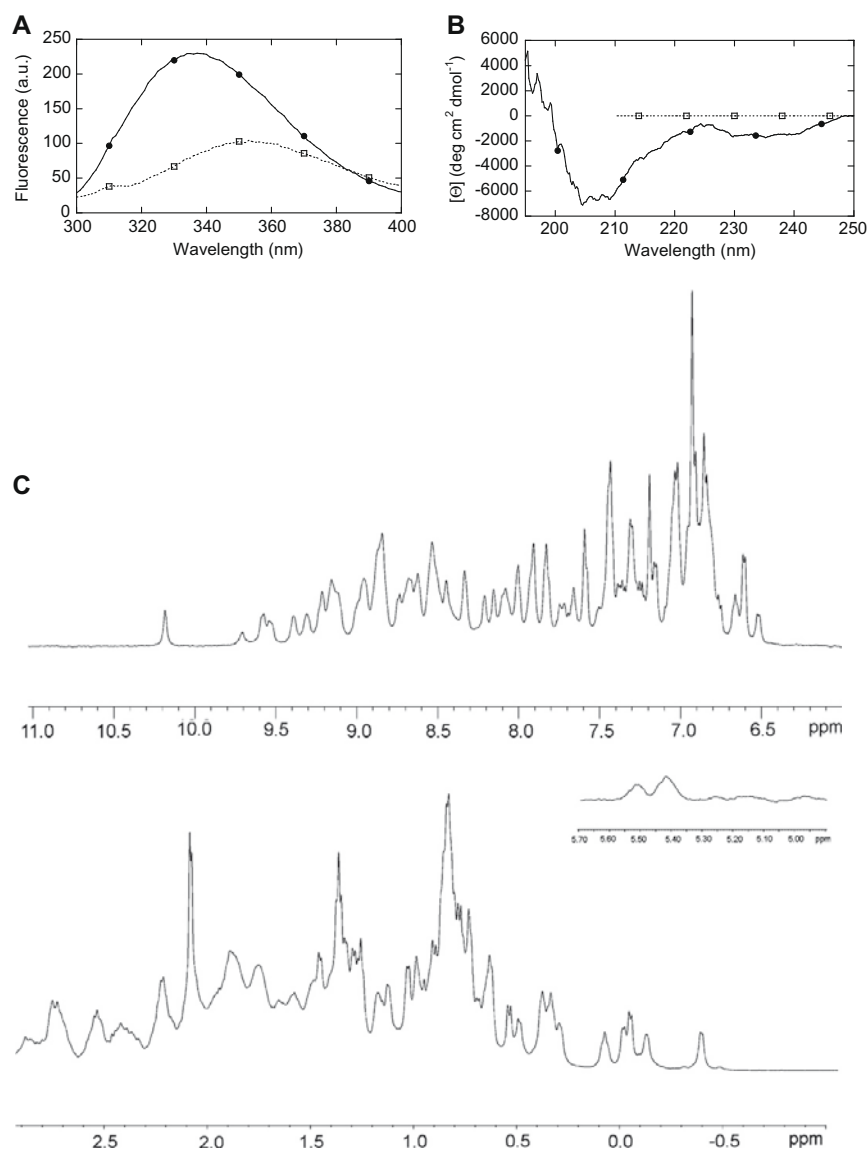 A
B
250
200
150
100
50
0
Fluorescence (a.u.)
300 320 340 360 380 400
Wavelength (nm)
6000
4000
2000
0
-2000
-4000
-6000
-8000
[Θ] (deg cm² dmol⁻¹)
200 210 220 230 240 250
Wavelength (nm)
C
11.0 10.5 10.0 9.5 9.0 8.5 8.0 7.5 7.0 6.5 ppm
5.70 5.60 5.50 5.40 5.30 5.20 5.10 5.00 ppm
2.5 2.0 1.5 1.0 0.5 0.0 -0.5 ppm